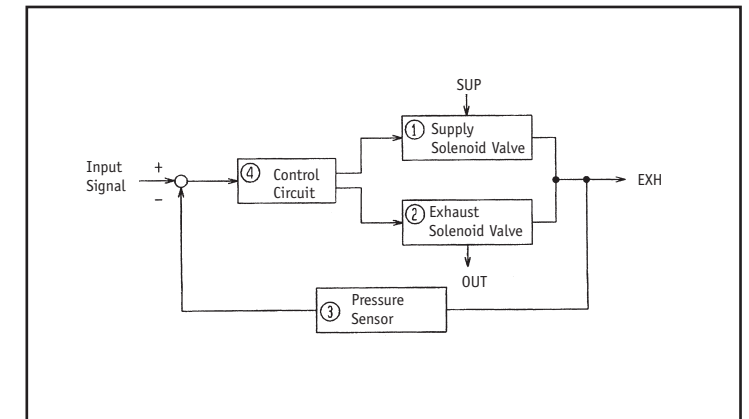 SUP
① Supply
Solenoid Valve
Input
Signal
+
−
④ Control
Circuit
EXH
② Exhaust
Solenoid Valve
OUT
③ Pressure
Sensor